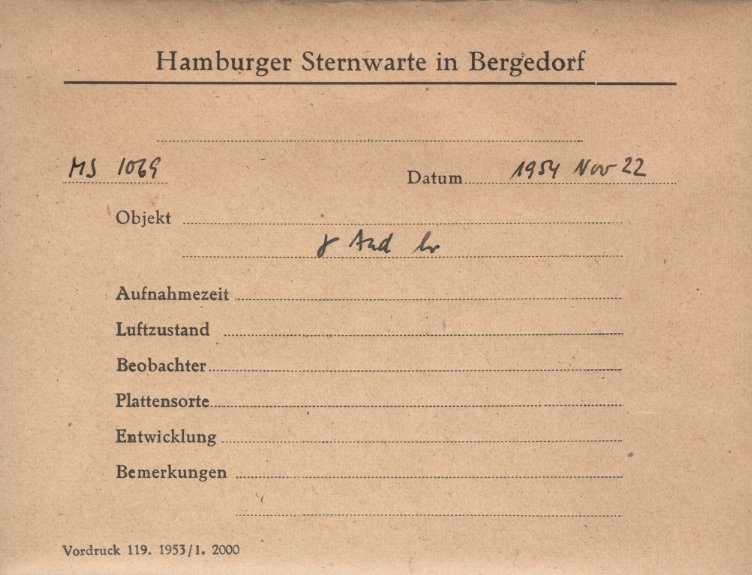 Hamburger Sternwarte in Bergedorf
MS 1069 Datum 1954 Nov 22
Objekt
γ And br
Aufnahmezeit
Luftzustand
Beobachter
Plattensorte
Entwicklung
Bemerkungen
Vordruck 119. 1953/1. 2000